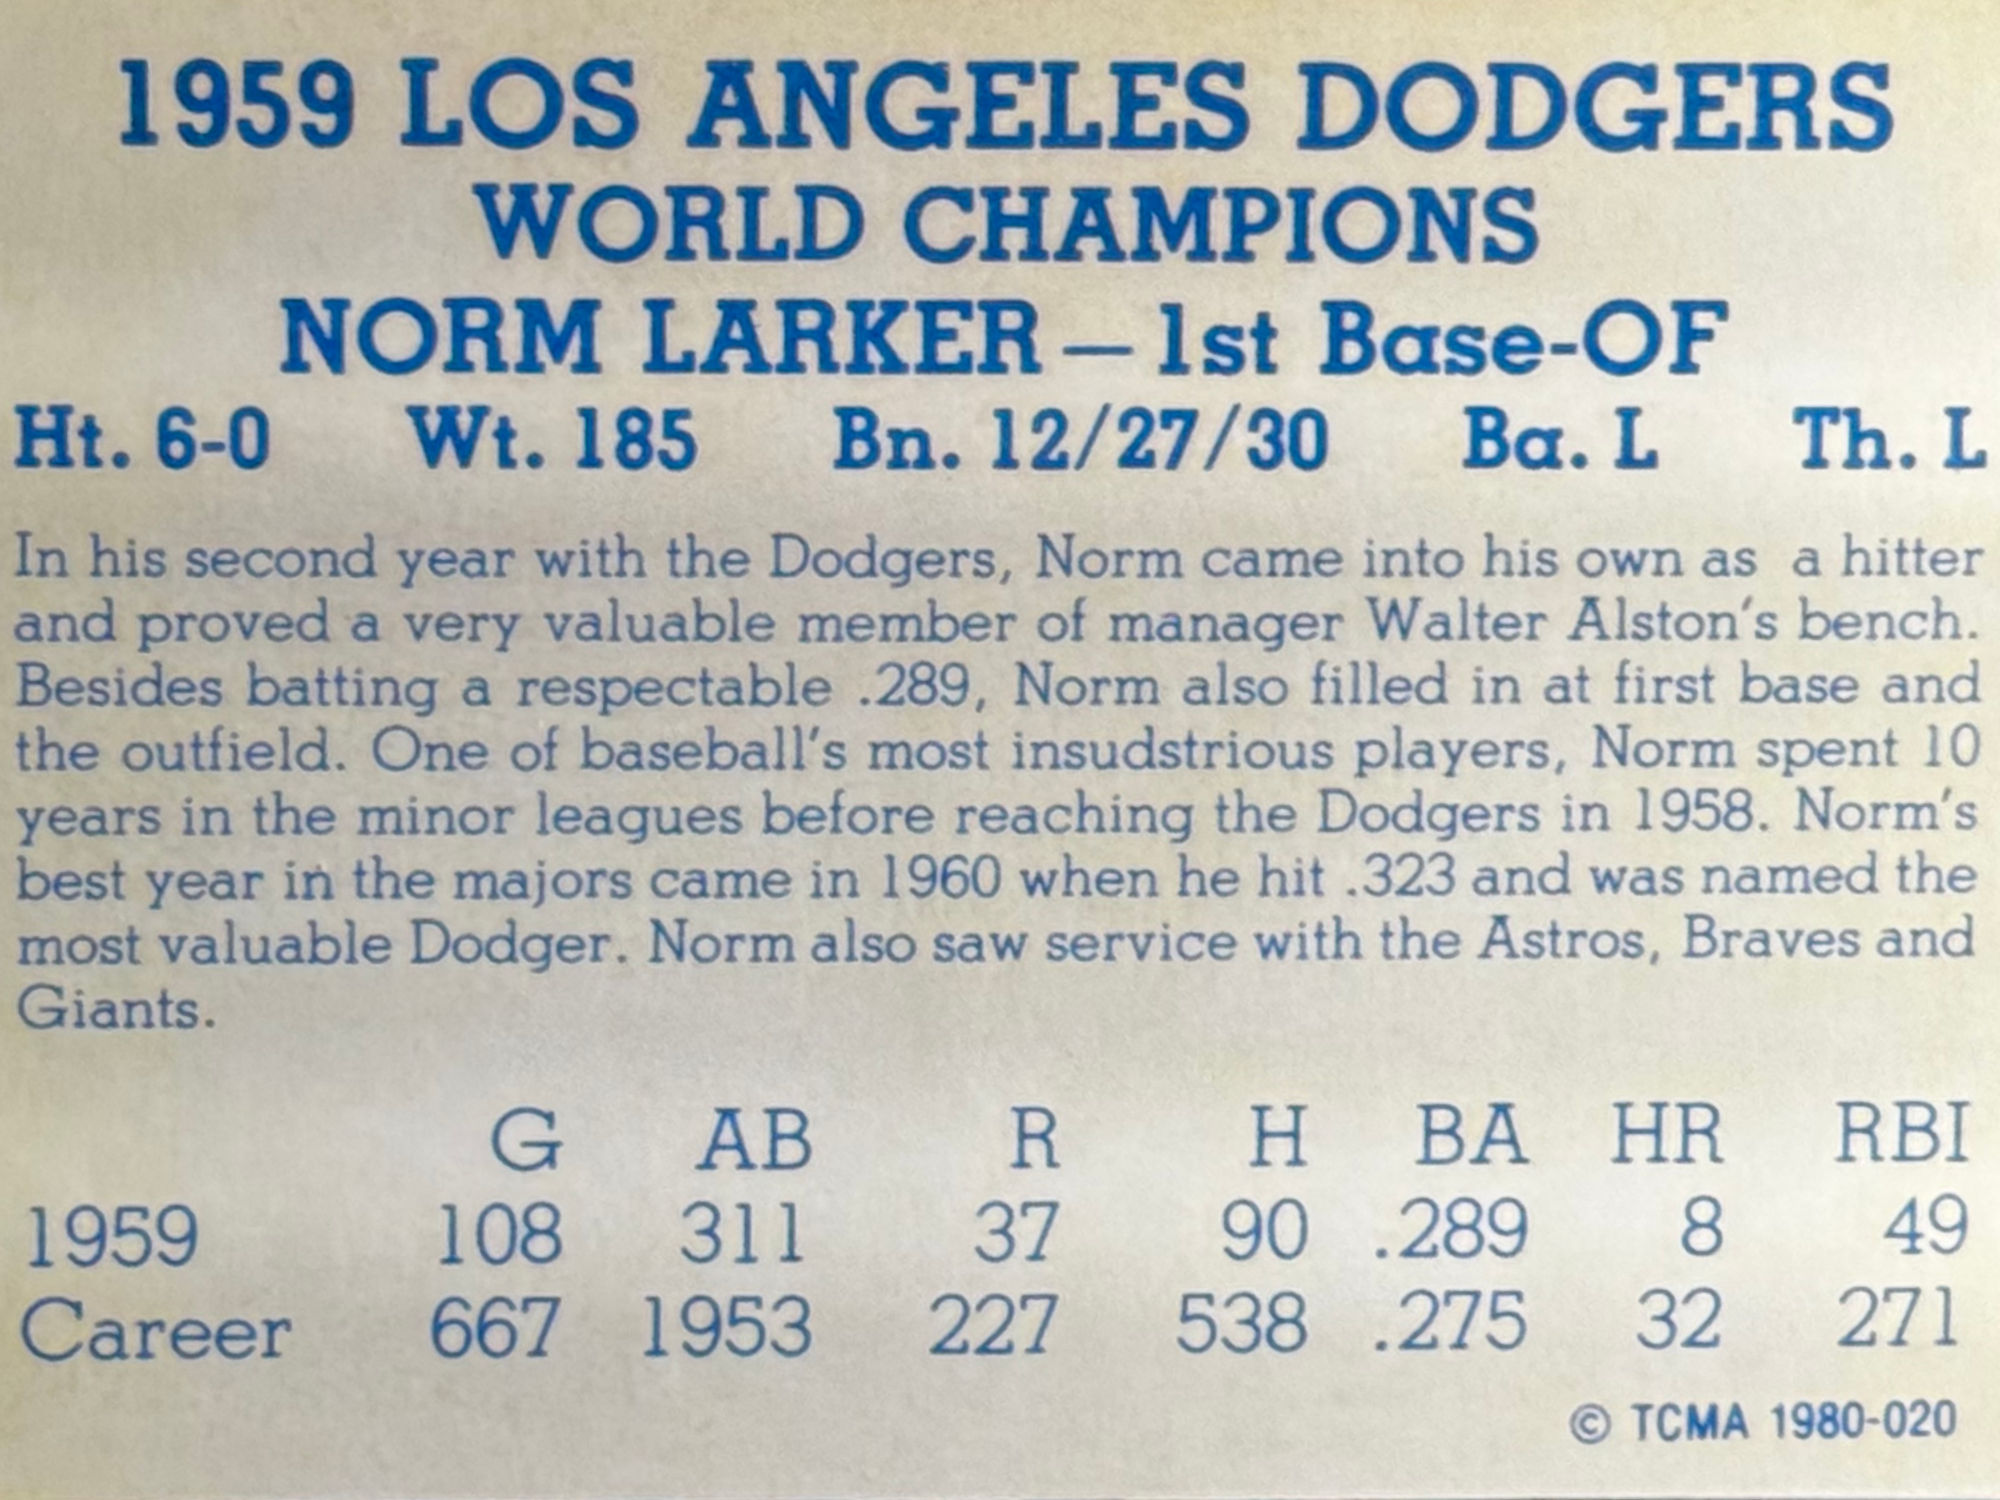 1959 LOS ANGELES DODGERS
WORLD CHAMPIONS
NORM LARKER — 1st Base-OF
Ht. 6-0 Wt. 185 Bn. 12/27/30 Ba. L Th. L
In his second year with the Dodgers, Norm came into his own as a hitter
and proved a very valuable member of manager Walter Alston's bench.
Besides batting a respectable .289, Norm also filled in at first base and
the outfield. One of baseball's most insudstrious players, Norm spent 10
years in the minor leagues before reaching the Dodgers in 1958. Norm's
best year in the majors came in 1960 when he hit .323 and was named the
most valuable Dodger. Norm also saw service with the Astros, Braves and
Giants.
G AB R H BA HR RBI
1959 108 311 37 90 .289 8 49
Career 667 1953 227 538 .275 32 271
© TCMA 1980-020